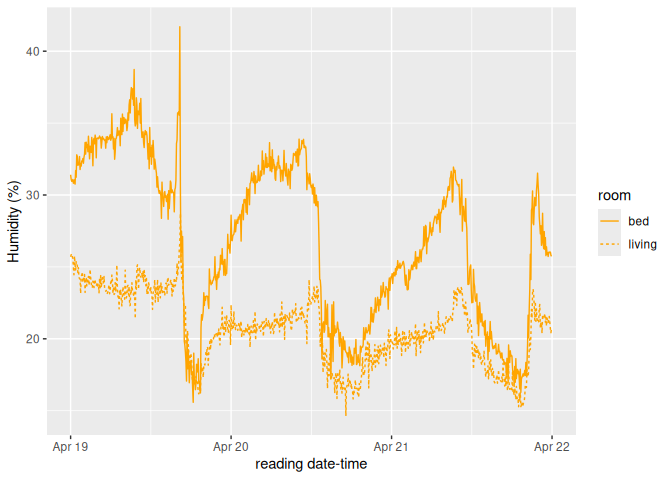 40
30
20
Humidity (%)
Apr 19
Apr 20
Apr 21
Apr 22
reading date-time
room
bed
living